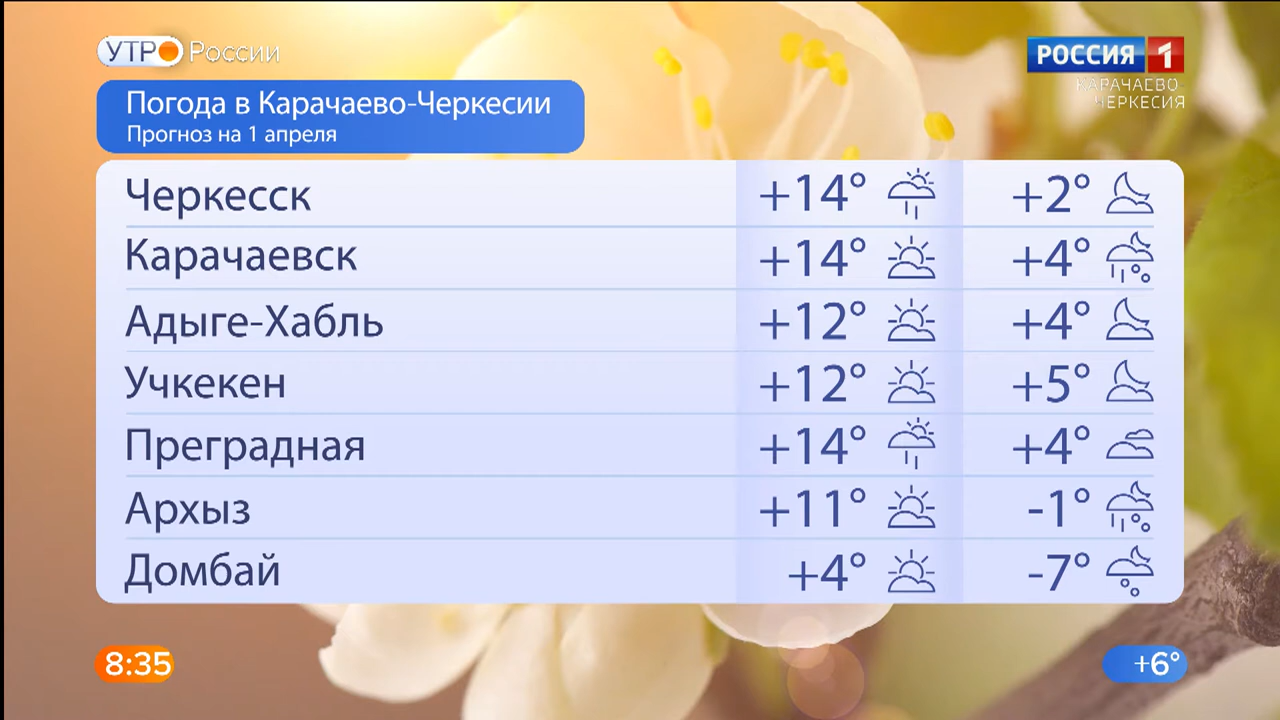 УТРО России
РОССИЯ 1
КАРАЧАЕВО
ЧЕРКЕСИЯ
Погода в Карачаево-Черкесии
Прогноз на 1 апреля
Черкесск +14° +2°
Карачаевск +14° +4°
Адыге-Хабль +12° +4°
Учкекен +12° +5°
Преградная +14° +4°
Архыз +11° -1°
Домбай +4° -7°
8:35 +6°